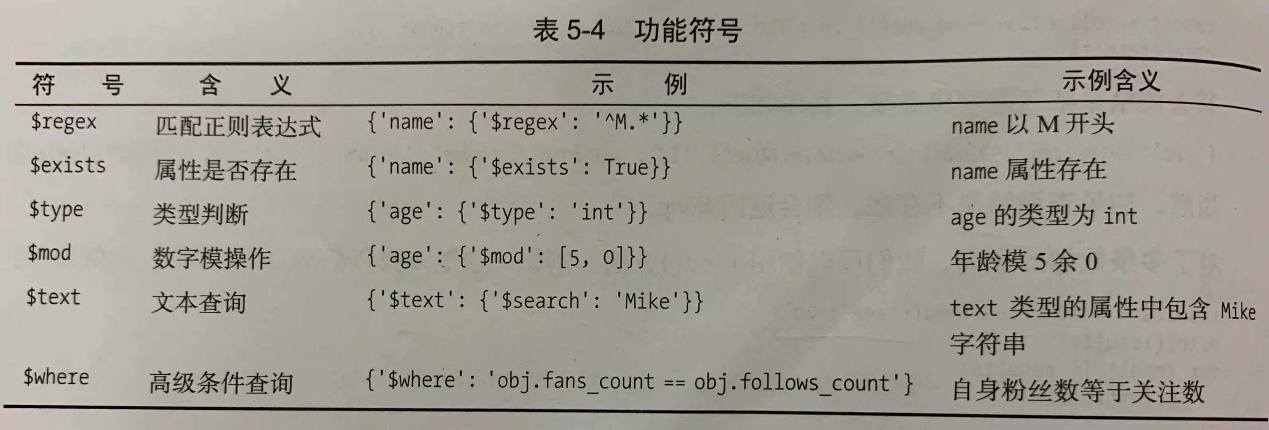 表 5-4 功能符号
符 号 含 义 示 例 示例含义
$regex 匹配正则表达式 {'name': {'$regex': '^M.*'}} name 以 M 开头
$exists 属性是否存在 {'name': {'$exists': True}} name 属性存在
$type 类型判断 {'age': {'$type': 'int'}} age 的类型为 int
$mod 数字模操作 {'age': {'$mod': [5, 0]}} 年龄模 5 余 0
$text 文本查询 {'$text': {'$search': 'Mike'}} text 类型的属性中包含 Mike
字符串
$where 高级条件查询 {'$where': 'obj.fans_count == obj.follows_count'} 自身粉丝数等于关注数